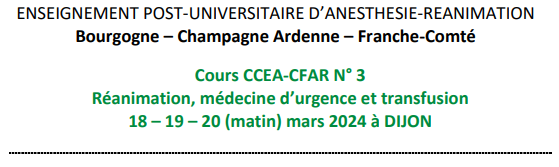 ENSEIGNEMENT POST-UNIVERSITAIRE D’ANESTHESIE-REANIMATION
Bourgogne – Champagne Ardenne – Franche-Comté
Cours CCEA-CFAR N° 3
Réanimation, médecine d’urgence et transfusion
18 – 19 – 20 (matin) mars 2024 à DIJON